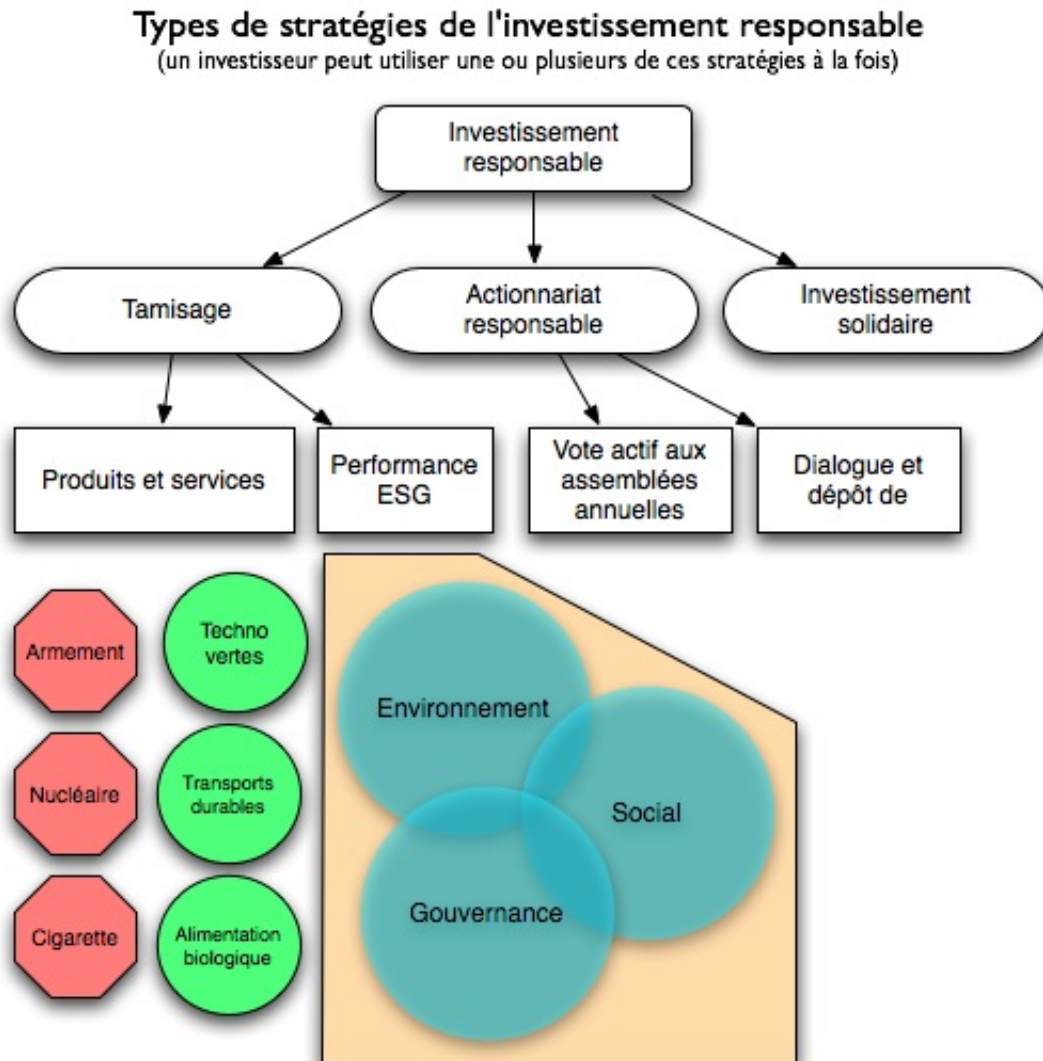 Types de stratégies de l'investissement responsable
(un investisseur peut utiliser une ou plusieurs de ces stratégies à la fois)
Investissement
responsable
Tamisage
Actionnariat
responsable
Investissement
solidaire
Produits et services
Performance
ESG
Vote actif aux
assemblées
annuelles
Dialogue et
dépôt de
Armement
Techno
vertes
Environnement
Nucléaire
Transports
durables
Social
Cigarette
Alimentation
biologique
Gouvernance